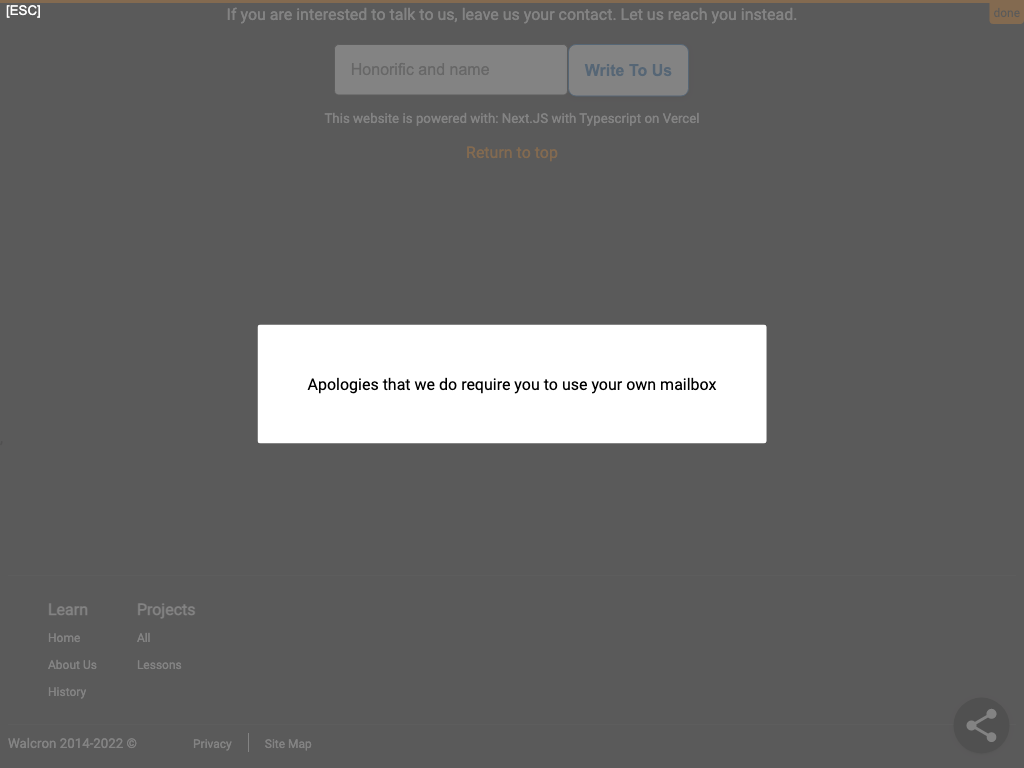 [ESC]
If you are interested to talk to us, leave us your contact. Let us reach you instead.
done
Honorific and name
Write To Us
This website is powered with: Next.JS with Typescript on Vercel
Return to top
Apologies that we do require you to use your own mailbox
Learn
Home
About Us
History
Projects
All
Lessons
Walcron 2014-2022 ©
Privacy
Site Map